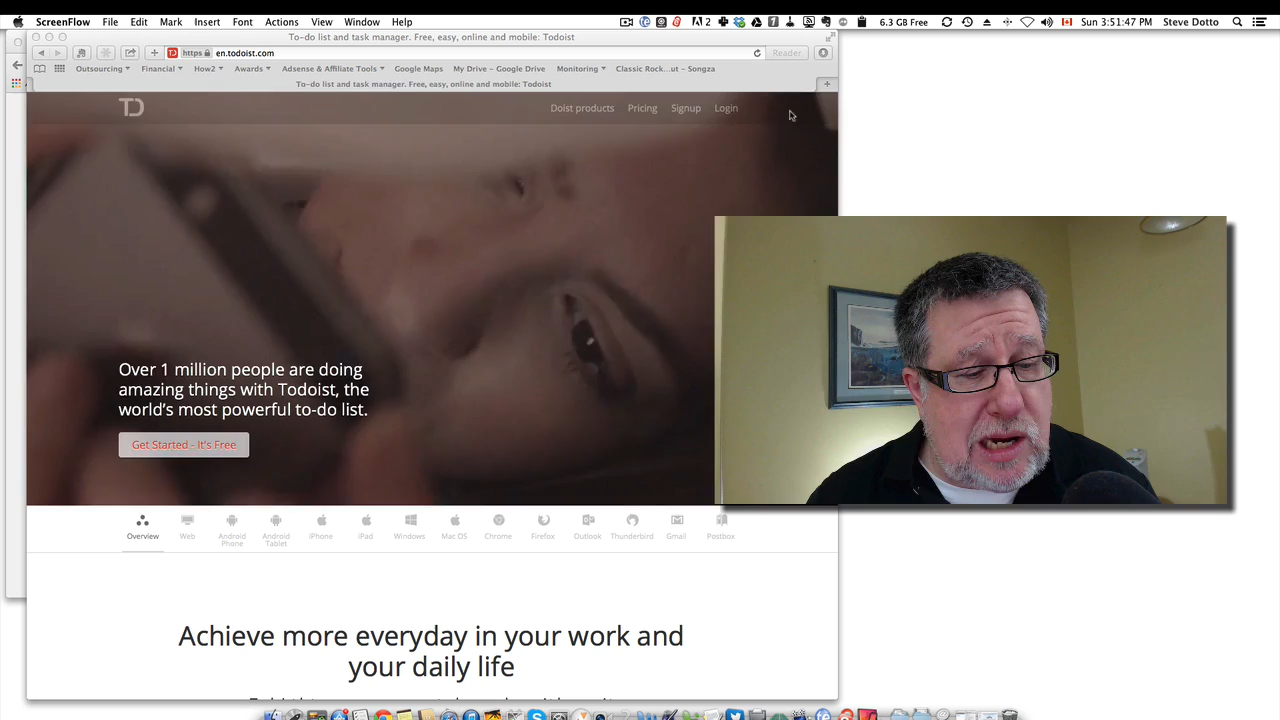 ScreenFlow File Edit Mark Insert Font Actions View Window Help 2 6.3 GB Free Sun 3:51:47 PM Steve Dotto
To-do list and task manager. Free, easy, online and mobile: Todoist
https en.todoist.com Reader
Outsourcing Financial How2 Awards Adsense & Affiliate Tools Google Maps My Drive – Google Drive Monitoring Classic Rock...ut – Songza
To-do list and task manager. Free, easy, online and mobile: Todoist
TD Doist products Pricing Signup Login
Over 1 million people are doing
amazing things with Todoist, the
world's most powerful to-do list.
Get Started - It's Free
Overview Web Android Phone Android Tablet iPhone iPad Windows Mac OS Chrome Firefox Outlook Thunderbird Gmail Postbox
Achieve more everyday in your work and
your daily life